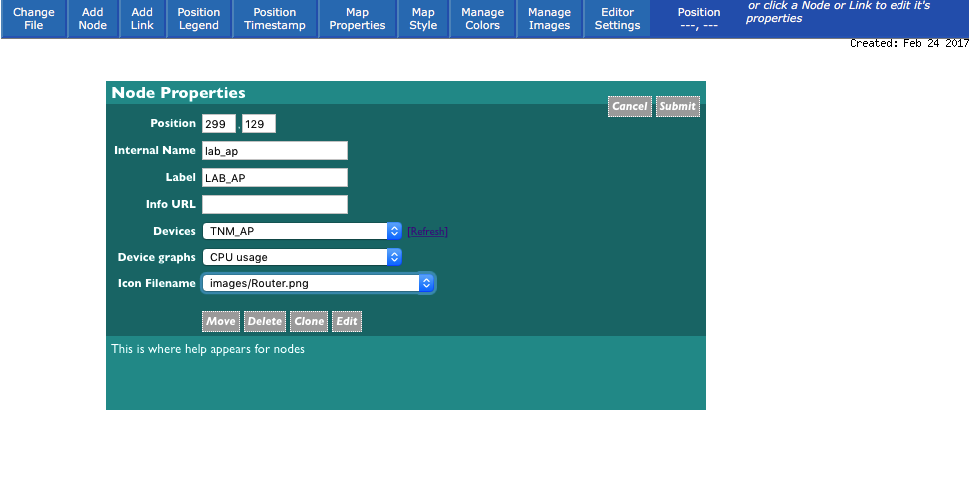 Change File
Add Node
Add Link
Position Legend
Position Timestamp
Map Properties
Map Style
Manage Colors
Manage Images
Editor Settings
Position ---, ---
or click a Node or Link to edit it's
properties
Created: Feb 24 2017
Node Properties
Cancel Submit
Position 299 , 129
Internal Name lab_ap
Label LAB_AP
Info URL
Devices TNM_AP [Refresh]
Device graphs CPU usage
Icon Filename images/Router.png
Move Delete Clone Edit
This is where help appears for nodes